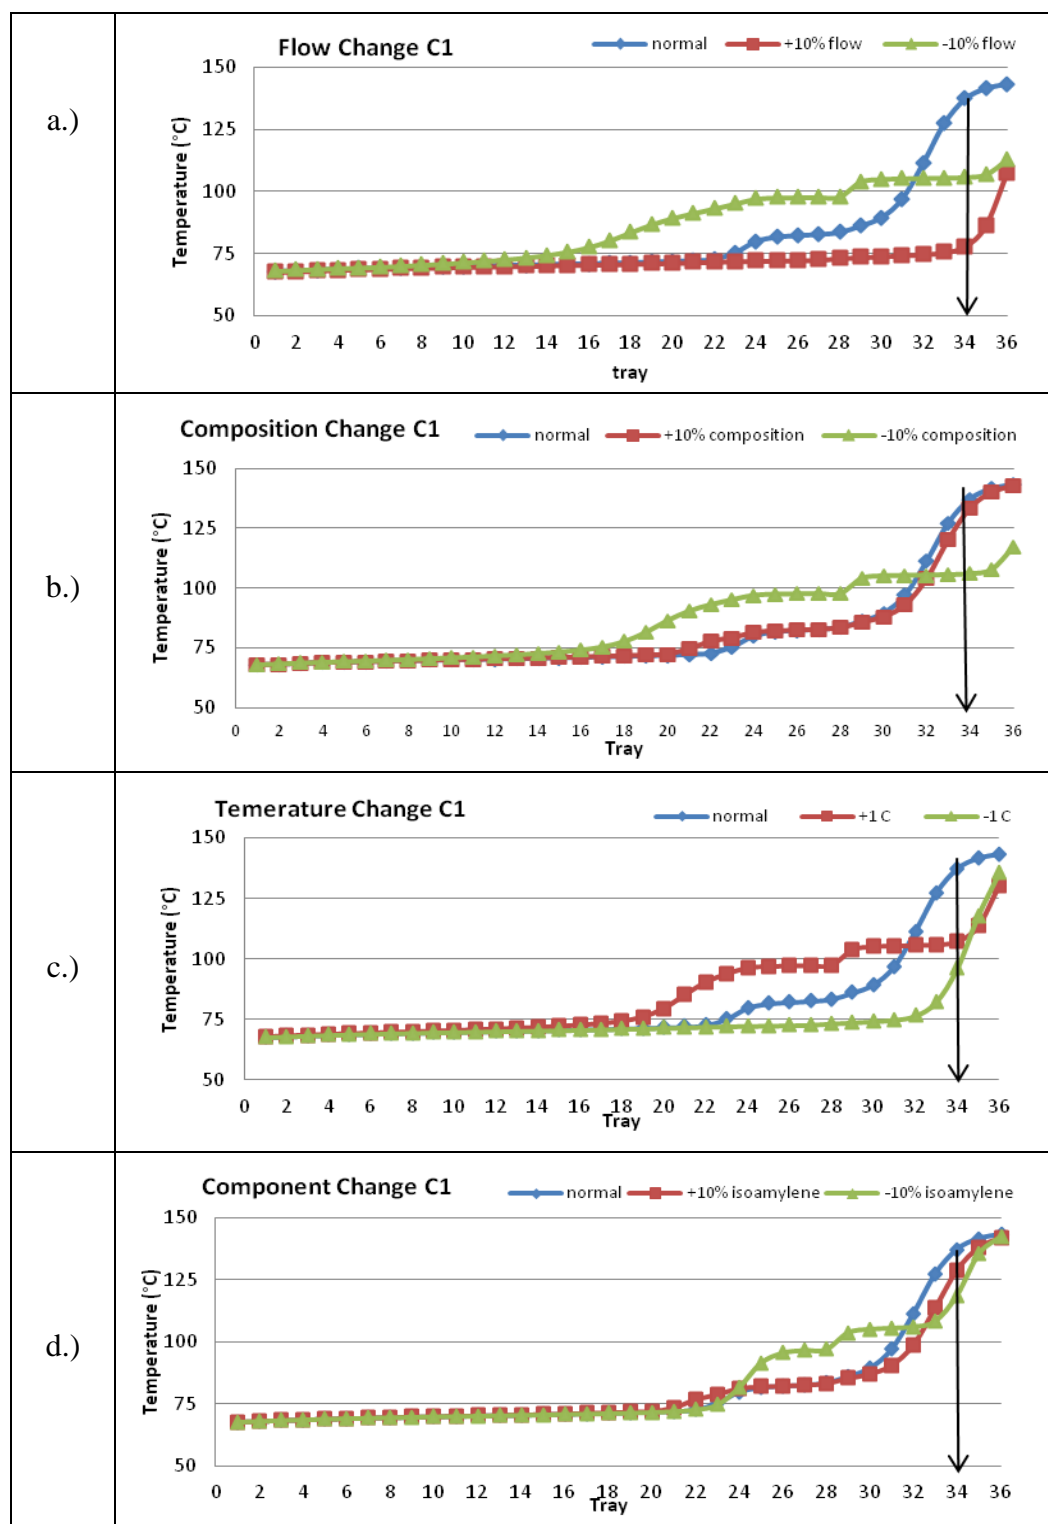 a.)
Flow Change C1
normal +10% flow -10% flow
Temperature (°C)
150
125
100
75
50
0 2 4 6 8 10 12 14 16 18 20 22 24 26 28 30 32 34 36
tray
b.)
Composition Change C1
normal +10% composition -10% composition
Temperature (°C)
150
125
100
75
50
0 2 4 6 8 10 12 14 16 18 20 22 24 26 28 30 32 34 36
Tray
c.)
Temerature Change C1
normal +1 C -1 C
Temperature (°C)
150
125
100
75
50
0 2 4 6 8 10 12 14 16 18 20 22 24 26 28 30 32 34 36
Tray
d.)
Component Change C1
normal +10% isoamylene -10% isoamylene
Temperature (°C)
150
125
100
75
50
0 2 4 6 8 10 12 14 16 18 20 22 24 26 28 30 32 34 36
Tray